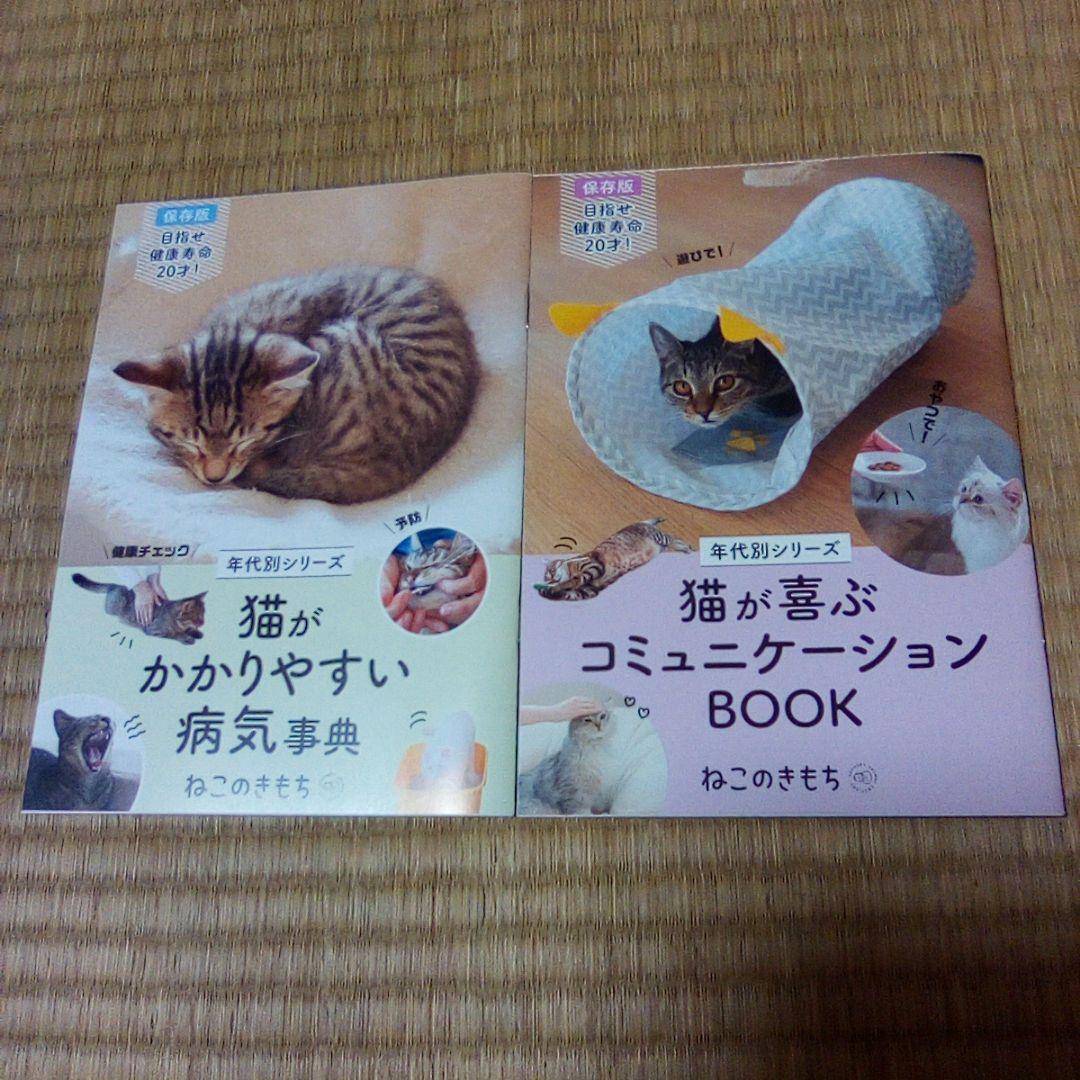 保存版
目指せ
健康寿命
20才!
予防
健康チェック
年代別シリーズ
猫が
かかりやすい
病気事典
ねこのきもち
保存版
目指せ
健康寿命
20才!
遊びで!
おやつで!
年代別シリーズ
猫が喜ぶ
コミュニケーション
BOOK
ねこのきもち